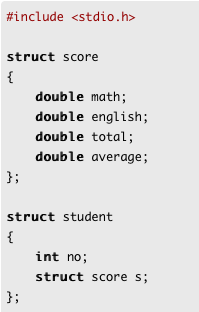 #include <stdio.h>

struct score
{
    double math;
    double english;
    double total;
    double average;
};

struct student
{
    int no;
    struct score s;
};